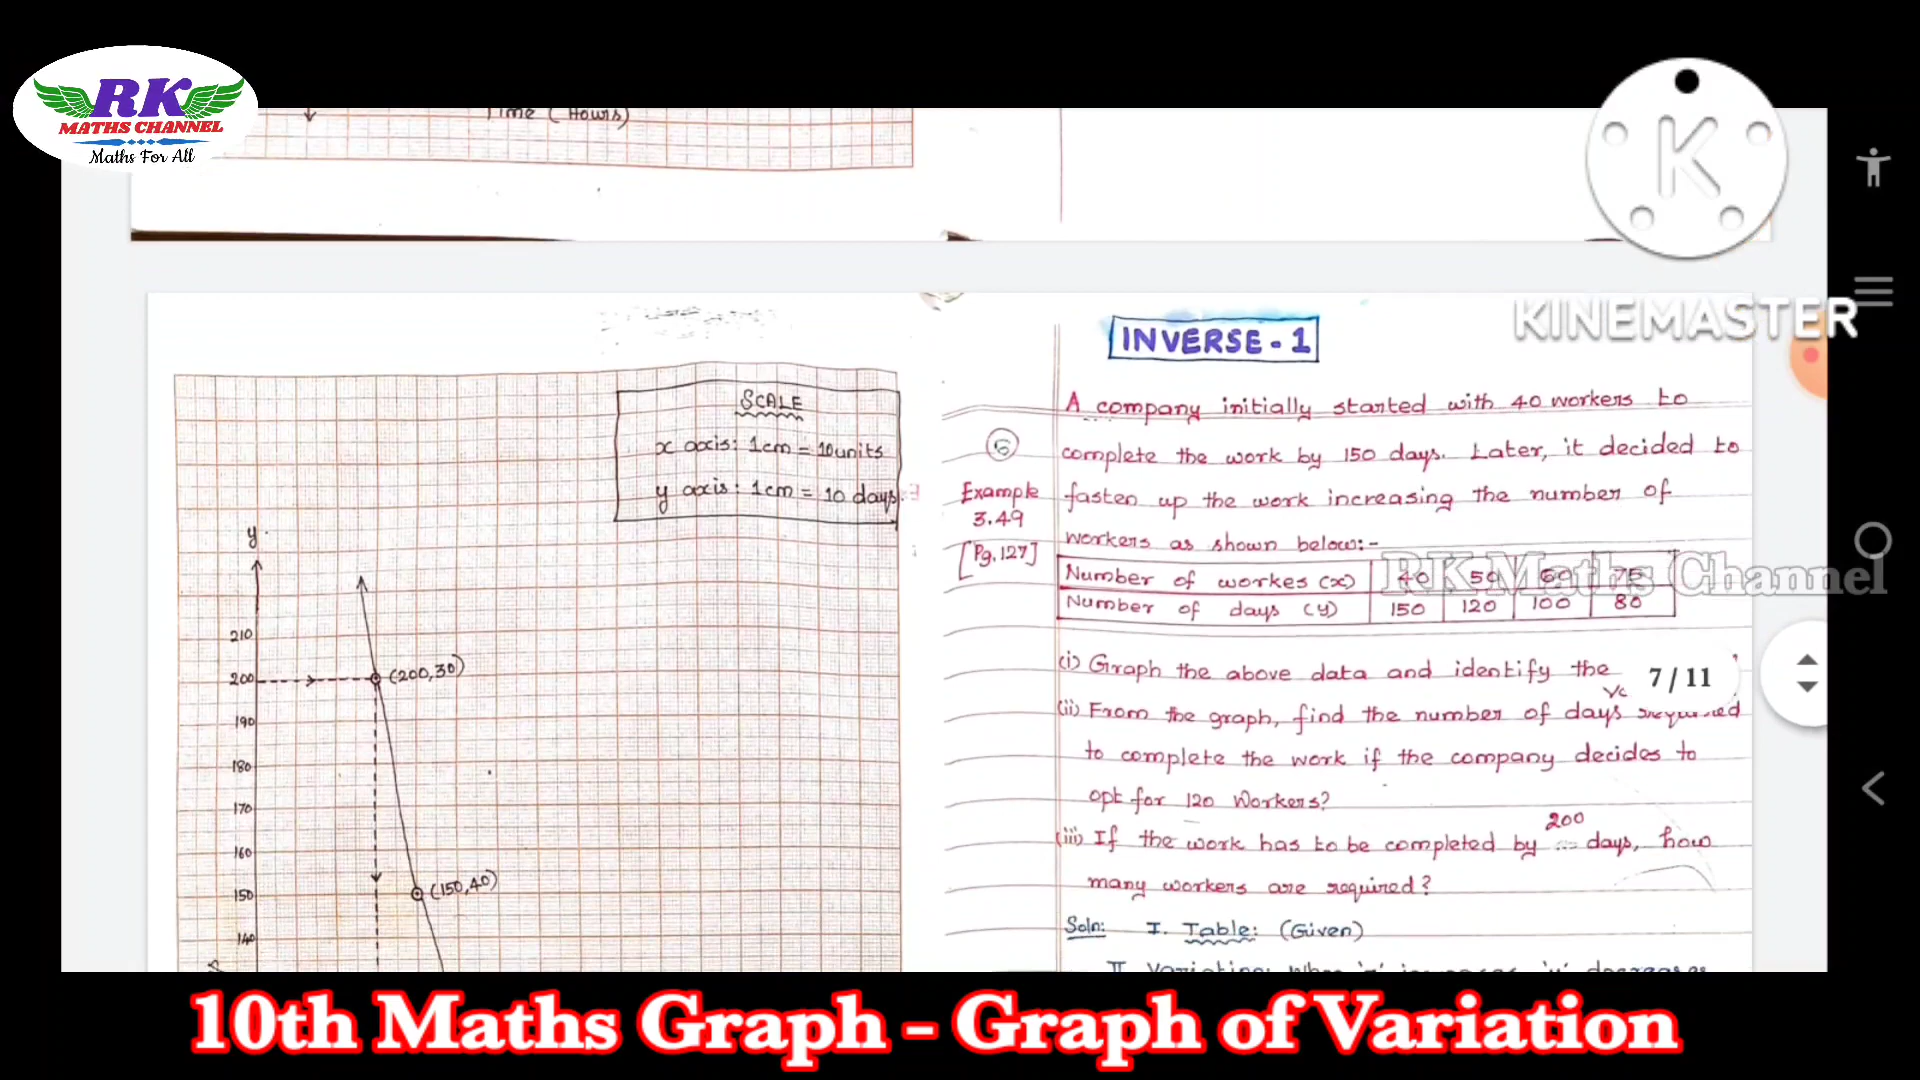 RK
MATHS CHANNEL
Maths For All
Time (Hours)
K
KINEMASTER
INVERSE - 1
SCALE
x axis: 1cm = 10units
y axis: 1cm = 10 days
y
210
200
190
180
170
160
150
140
(200,30)
(150,40)
5
Example
3.49
[Pg.127]
A company initially started with 40 workers to
complete the work by 150 days. Later, it decided to
fasten up the work increasing the number of
workers as shown below:-
Number of workes (x) 40 50 60 75
Number of days (y) 150 120 100 80
RK Maths Channel
(i) Graph the above data and identify the
7 / 11
(ii) From the graph, find the number of days required
to complete the work if the company decides to
opt for 120 workers?
200
(iii) If the work has to be completed by days, how
many workers are required?
Soln: I. Table: (Given)
II Variation: When 'x' increases, 'y' decreases
10th Maths Graph - Graph of Variation